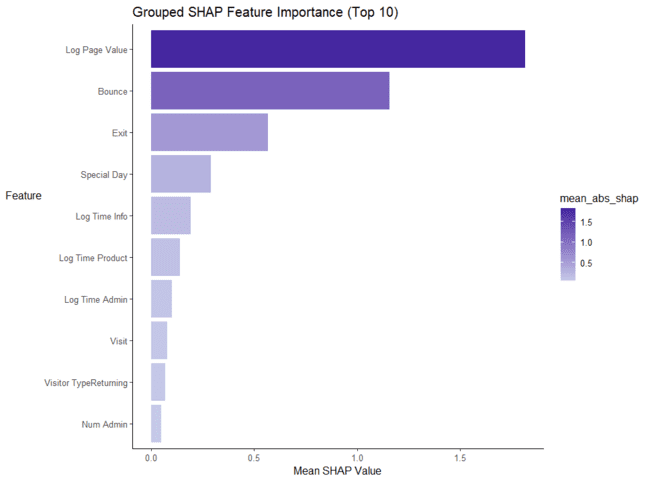 Grouped SHAP Feature Importance (Top 10)
Feature
Log Page Value
Bounce
Exit
Special Day
Log Time Info
Log Time Product
Log Time Admin
Visit
Visitor TypeReturning
Num Admin
0.0 0.5 1.0 1.5
Mean SHAP Value
mean_abs_shap
1.5
1.0
0.5